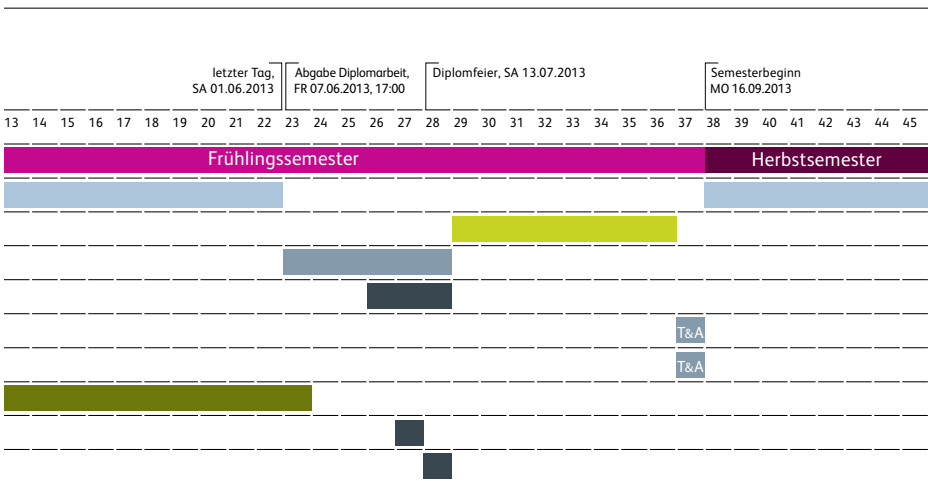 letzter Tag,
SA 01.06.2013
Abgabe Diplomarbeit,
FR 07.06.2013, 17:00
Diplomfeier, SA 13.07.2013
Semesterbeginn
MO 16.09.2013
13 14 15 16 17 18 19 20 21 22 23 24 25 26 27 28 29 30 31 32 33 34 35 36 37 38 39 40 41 42 43 44 45
Frühlingssemester Herbstsemester
T&A
T&A